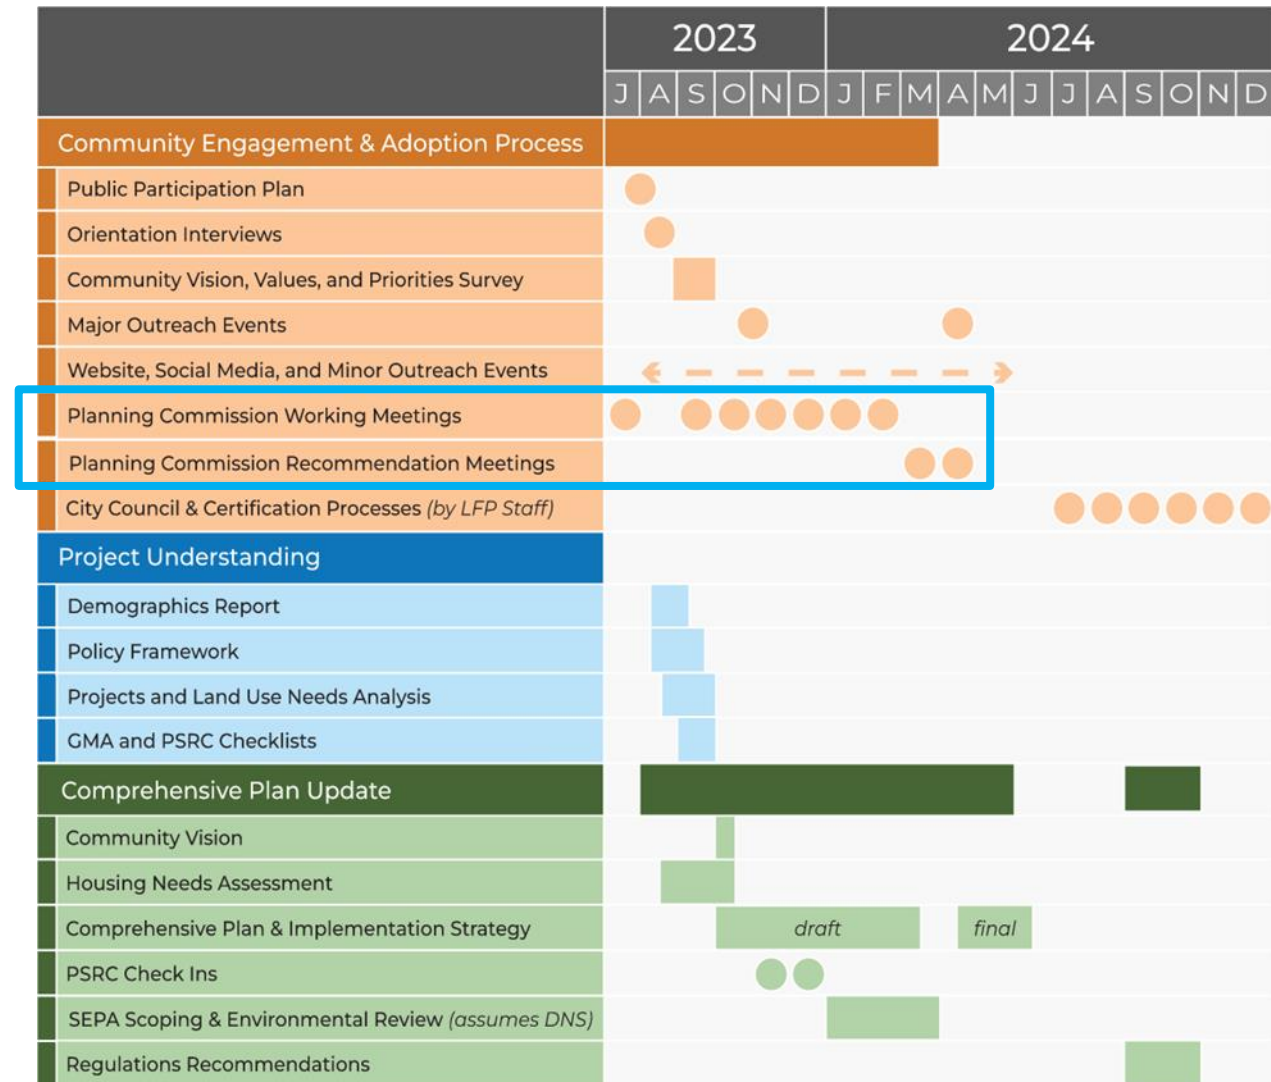 2023 2024
J A S O N D J F M A M J J A S O N D
Community Engagement & Adoption Process
Public Participation Plan
Orientation Interviews
Community Vision, Values, and Priorities Survey
Major Outreach Events
Website, Social Media, and Minor Outreach Events
Planning Commission Working Meetings
Planning Commission Recommendation Meetings
City Council & Certification Processes (by LFP Staff)
Project Understanding
Demographics Report
Policy Framework
Projects and Land Use Needs Analysis
GMA and PSRC Checklists
Comprehensive Plan Update
Community Vision
Housing Needs Assessment
Comprehensive Plan & Implementation Strategy draft final
PSRC Check Ins
SEPA Scoping & Environmental Review (assumes DNS)
Regulations Recommendations